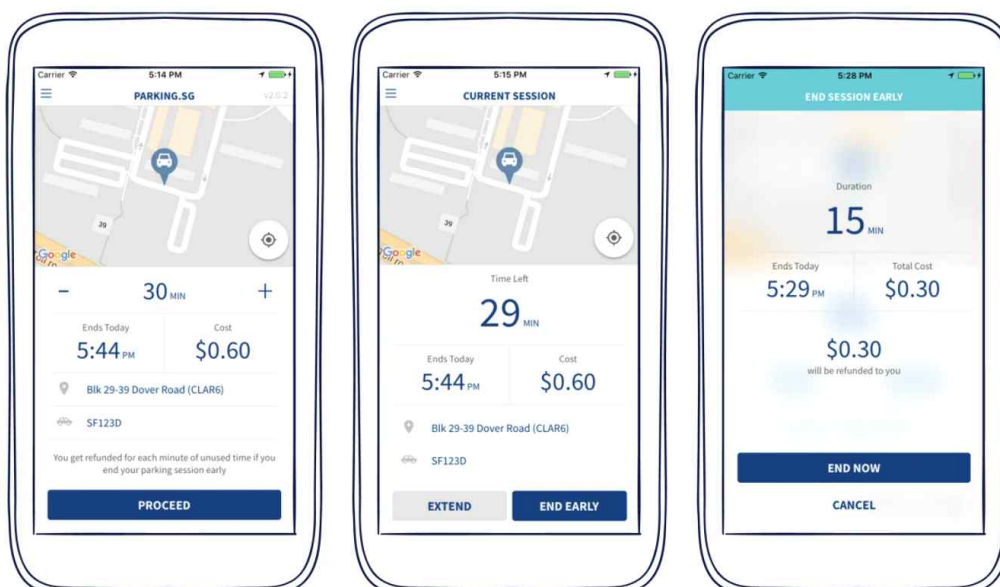 Carrier
5:14 PM
PARKING.SG
v2.0.2
39
Google
30 MIN
Ends Today
Cost
5:44 PM
$0.60
Blk 29-39 Dover Road (CLAR6)
SF123D
You get refunded for each minute of unused time if you
end your parking session early
PROCEED
Carrier
5:15 PM
CURRENT SESSION
39
Google
Time Left
29 MIN
Ends Today
Cost
5:44 PM
$0.60
Blk 29-39 Dover Road (CLAR6)
SF123D
EXTEND
END EARLY
Carrier
5:28 PM
END SESSION EARLY
Duration
15 MIN
Ends Today
Total Cost
5:29 PM
$0.30
$0.30
will be refunded to you
END NOW
CANCEL